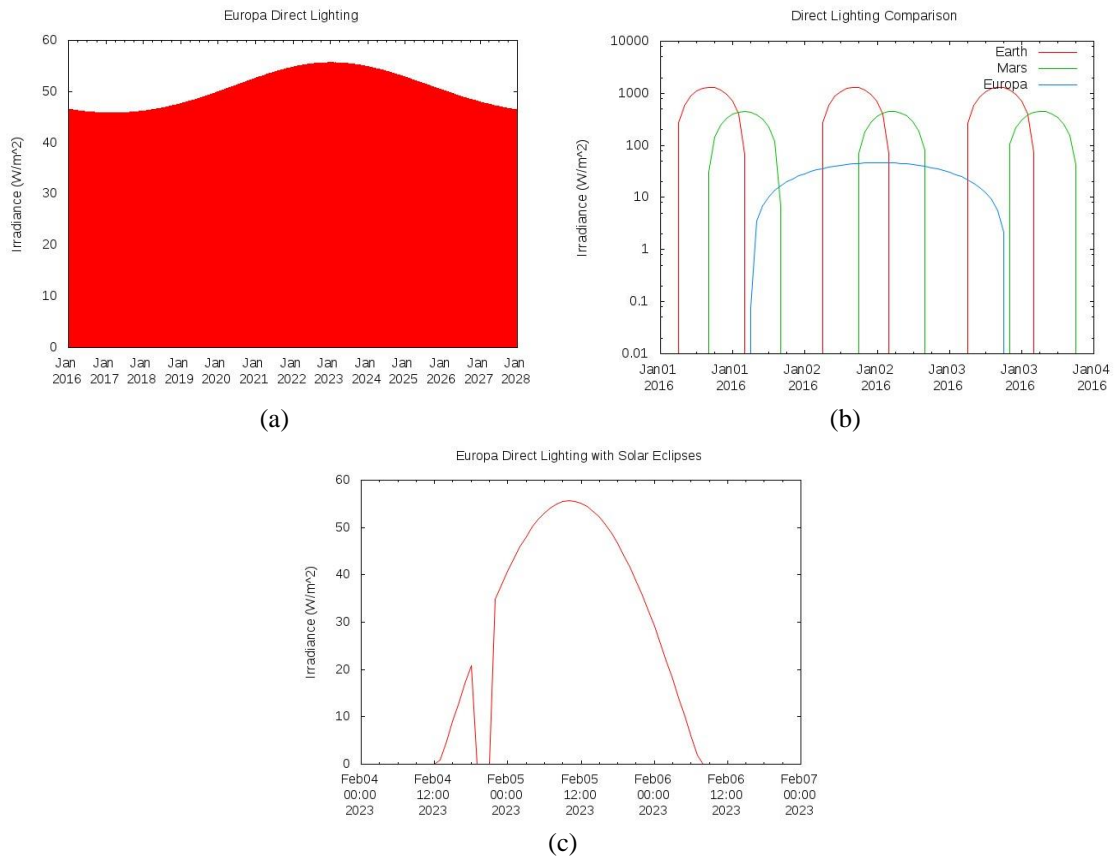 Europa Direct Lighting
Irradiance (W/m^2)
60
50
40
30
20
10
0
Jan Jan Jan Jan Jan Jan Jan Jan Jan Jan Jan Jan Jan
2016 2017 2018 2019 2020 2021 2022 2023 2024 2025 2026 2027 2028
(a)
Direct Lighting Comparison
Irradiance (W/m^2)
Earth
Mars
Europa
10000
1000
100
10
1
0.1
0.01
Jan01 Jan01 Jan02 Jan02 Jan03 Jan03 Jan04
2016 2016 2016 2016 2016 2016 2016
(b)
Europa Direct Lighting with Solar Eclipses
Irradiance (W/m^2)
60
50
40
30
20
10
0
Feb04 Feb04 Feb05 Feb05 Feb06 Feb06 Feb07
00:00 12:00 00:00 12:00 00:00 12:00 00:00
2023 2023 2023 2023 2023 2023 2023
(c)